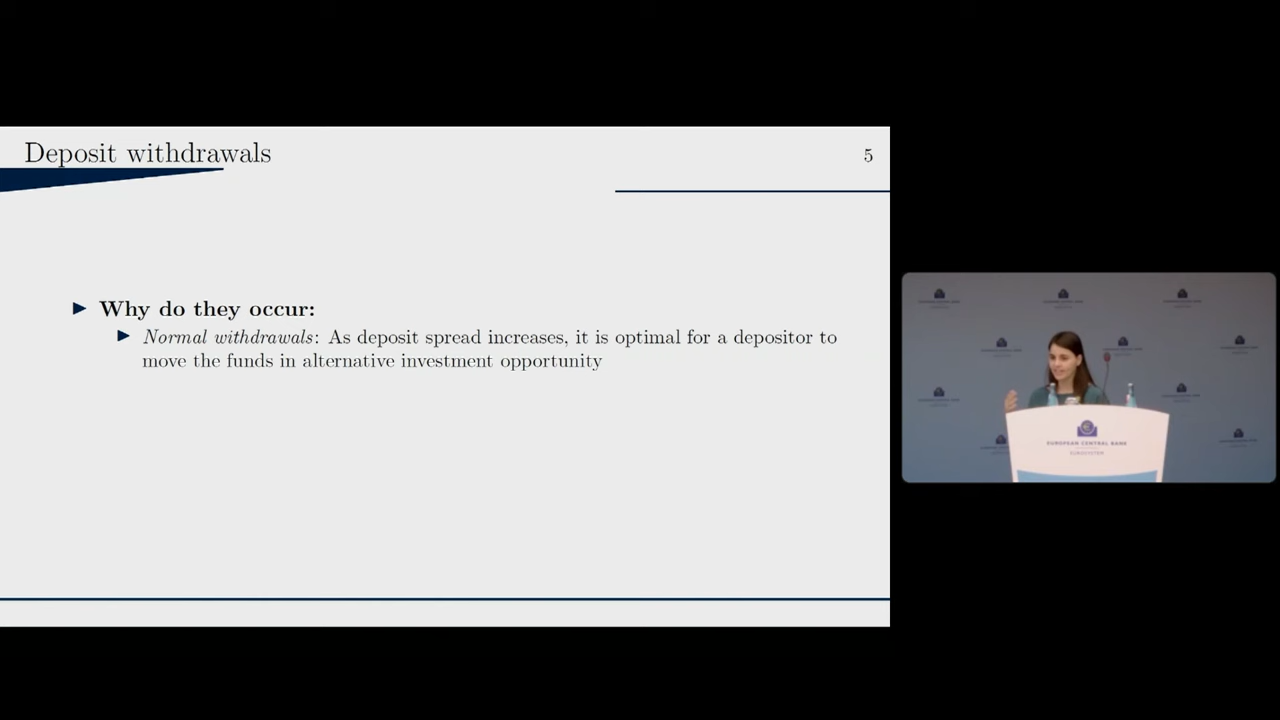 Deposit withdrawals
5
Why do they occur:
Normal withdrawals: As deposit spread increases, it is optimal for a depositor to
move the funds in alternative investment opportunity
EUROPEAN CENTRAL BANK
EUROSYSTEM